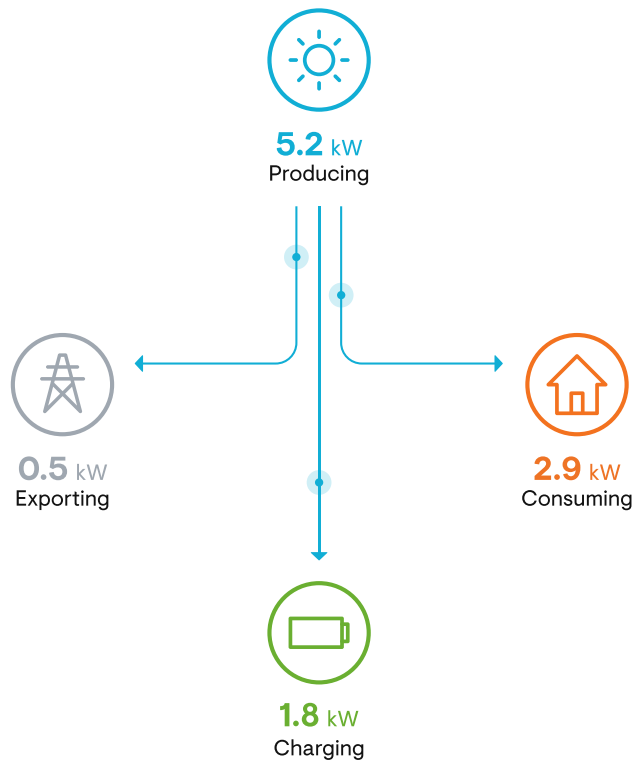 5.2 kW
Producing
0.5 kW
Exporting
2.9 kW
Consuming
1.8 kW
Charging